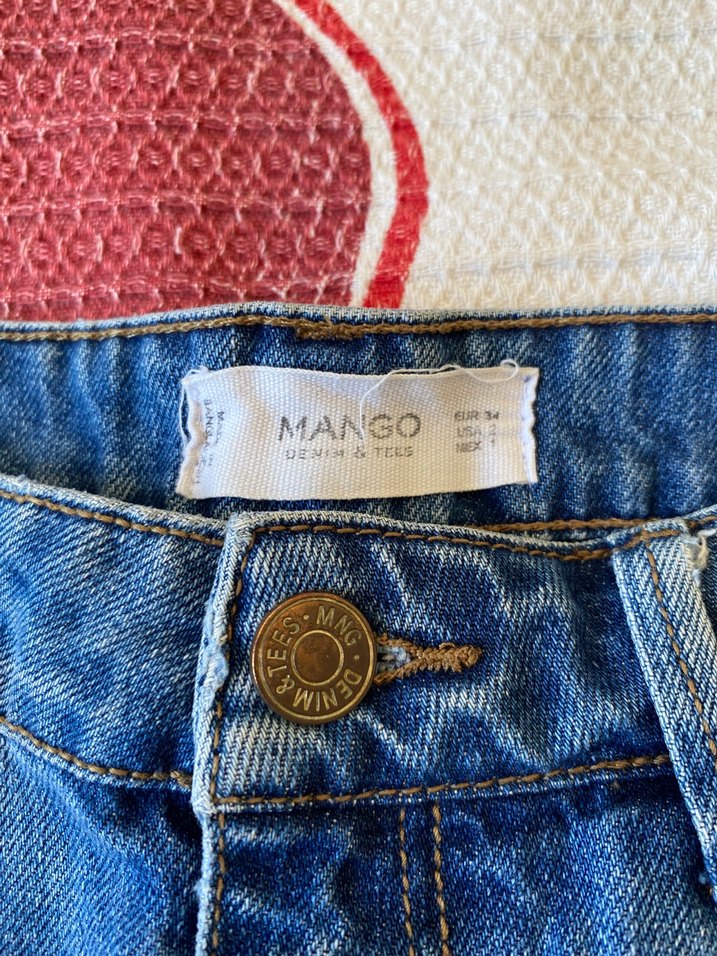 MANGO
DENIM & TEES
EUR 34
USA 2
MEX 1
MNG · DENIM & TEES ·